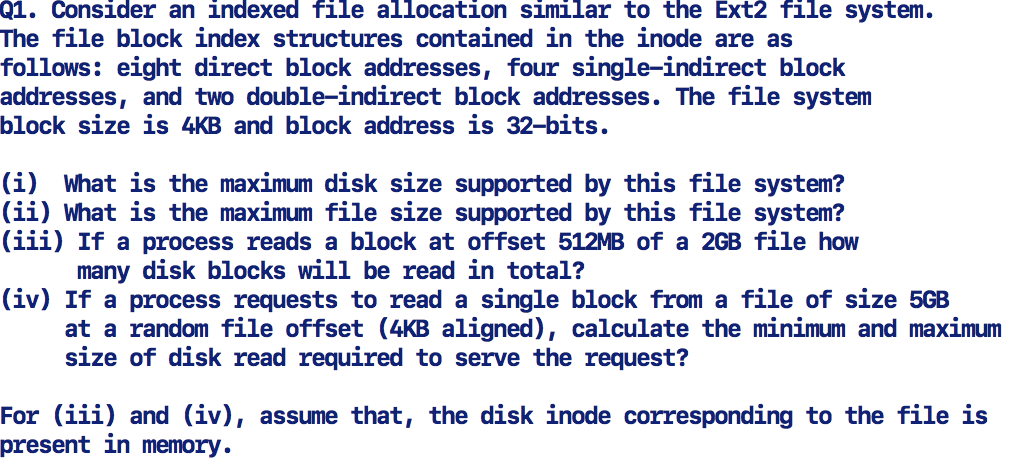 Q1. Consider an indexed file allocation similar to the Ext2 file system.
The file block index structures contained in the inode are as
follows: eight direct block addresses, four single-indirect block
addresses, and two double-indirect block addresses. The file system
block size is 4KB and block address is 32-bits.
(i) What is the maximum disk size supported by this file system?
(ii) What is the maximum file size supported by this file system?
(iii) If a process reads a block at offset 512MB of a 2GB file how
many disk blocks will be read in total?
(iv) If a process requests to read a single block from a file of size 5GB
at a random file offset (4KB aligned), calculate the minimum and maximum
size of disk read required to serve the request?
For (iii) and (iv), assume that, the disk inode corresponding to the file is
present in memory.